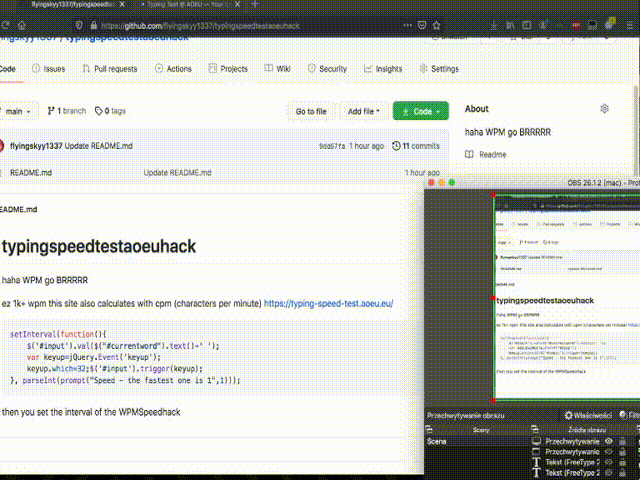 flyingskyy1337/typingspeedt
Typing Test @ AOEU — Your t
https://github.com/flyingskyy1337/typingspeedtestaoeuhack
flyingskyy1337 / typingspeedtestaoeuhack
Code Issues Pull requests Actions Projects Wiki Security Insights Settings
main 1 branch 0 tags Go to file Add file Code
About
haha WPM go BRRRRR
Readme
flyingskyy1337 Update README.md 9dd67fa 1 hour ago 11 commits
README.md Update README.md 1 hour ago
README.md
typingspeedtestaoeuhack
haha WPM go BRRRRR
ez 1k+ wpm this site also calculates with cpm (characters per minute) https://typing-speed-test.aoeu.eu/
setInterval(function(){
$('#input').val($("#currentword").text()+' ');
var keyup=jQuery.Event('keyup');
keyup.which=32;$('#input').trigger(keyup);
}, parseInt(prompt("Speed - the fastest one is 1",1)));
then you set the interval of the WPMSpeedhack
OBS 26.1.2 (mac) - Prof
typingspeedtestaoeuhack
Przechwytywanie obrazu Właściwości Filtr
Sceny Źródła obrazu
Scena
Przechwytywanie
Przechwytywanie
Tekst (FreeType 2
Tekst (FreeType 2